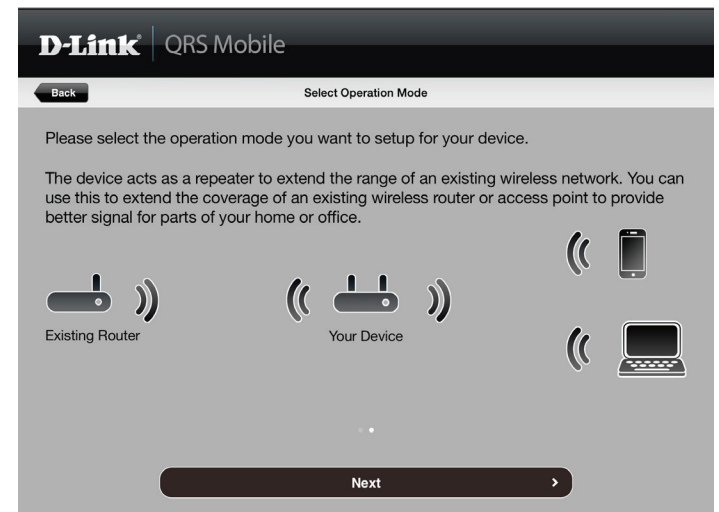 D-Link® QRS Mobile
Back Select Operation Mode
Please select the operation mode you want to setup for your device.
The device acts as a repeater to extend the range of an existing wireless network. You can
use this to extend the coverage of an existing wireless router or access point to provide
better signal for parts of your home or office.
Existing Router Your Device
Next